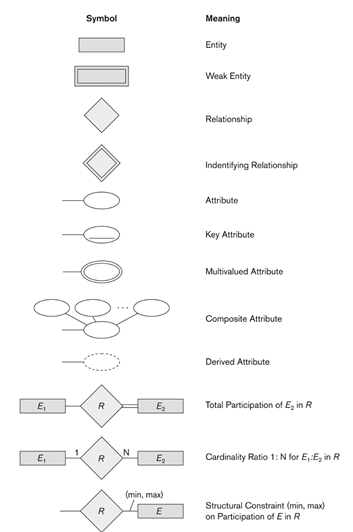 Symbol Meaning
Entity
Weak Entity
Relationship
Indentifying Relationship
Attribute
Key Attribute
Multivalued Attribute
. . .
Composite Attribute
Derived Attribute
E₁ R E₂ Total Participation of E₂ in R
E₁ 1 R N E₂ Cardinality Ratio 1: N for E₁:E₂ in R
R (min, max) E Structural Constraint (min, max)
on Participation of E in R